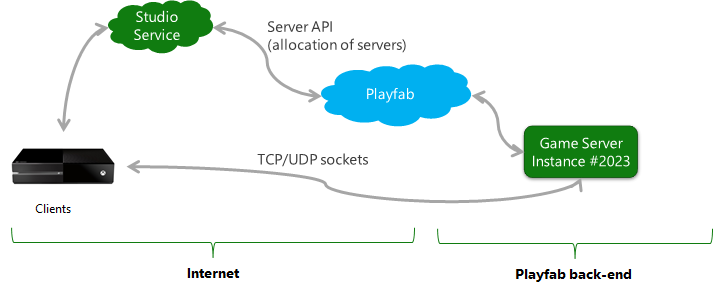 Studio
Service
Server API
(allocation of servers)
Playfab
Game Server
Instance #2023
TCP/UDP sockets
Clients
Internet
Playfab back-end